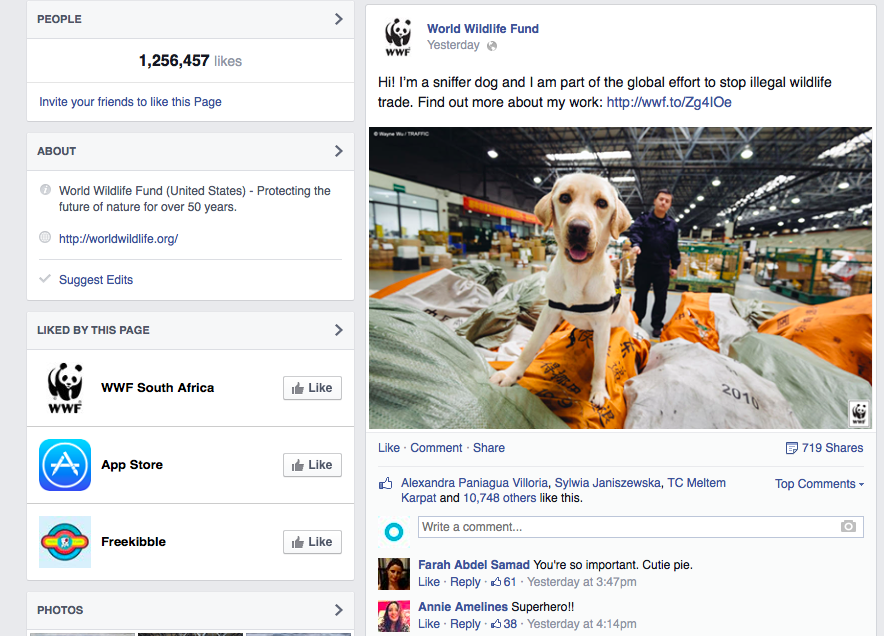 PEOPLE
1,256,457 likes
Invite your friends to like this Page
ABOUT
World Wildlife Fund (United States) - Protecting the
future of nature for over 50 years.
http://worldwildlife.org/
Suggest Edits
LIKED BY THIS PAGE
WWF
WWF South Africa
Like
App Store
Like
Freekibble
Like
PHOTOS
WWF
World Wildlife Fund
Yesterday
Hi! I'm a sniffer dog and I am part of the global effort to stop illegal wildlife
trade. Find out more about my work: http://wwf.to/Zg4lOe
© Wayne Wu / TRAFFIC
2010
WWF
Like · Comment · Share
719 Shares
Alexandra Paniagua Villoria, Sylwia Janiszewska, TC Meltem
Karpat and 10,748 others like this.
Top Comments
Write a comment...
Farah Abdel Samad You're so important. Cutie pie.
Like · Reply · 61 · Yesterday at 3:47pm
Annie Amelines Superhero!!
Like · Reply · 38 · Yesterday at 4:14pm